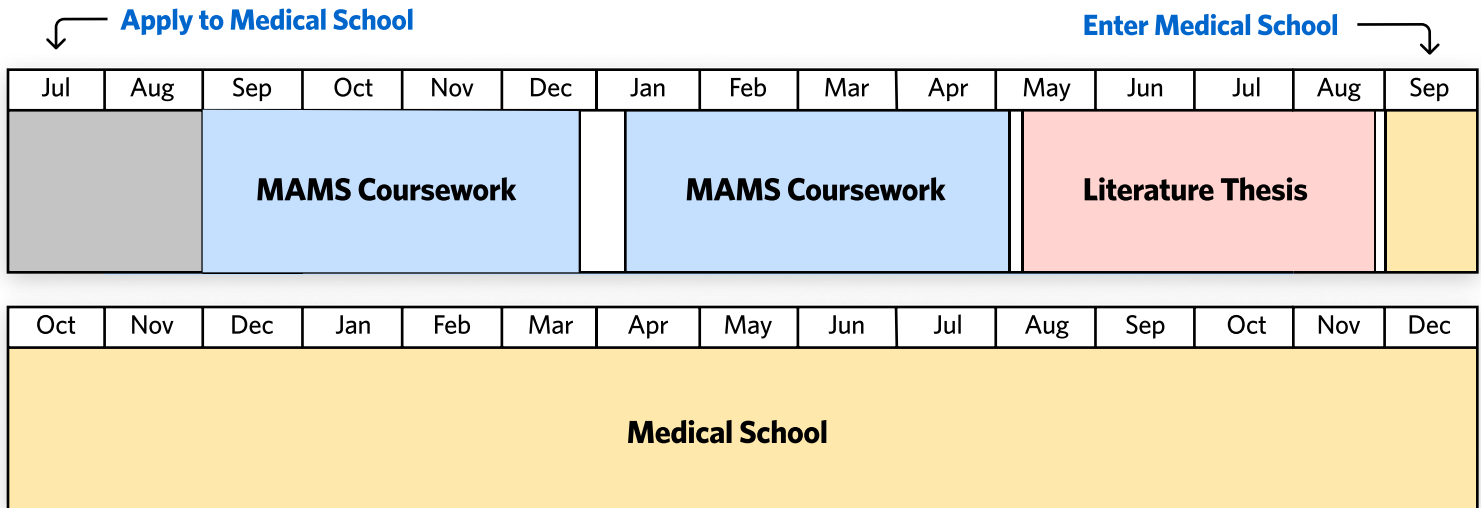 Apply to Medical School
Enter Medical School
Jul Aug Sep Oct Nov Dec Jan Feb Mar Apr May Jun Jul Aug Sep
MAMS Coursework MAMS Coursework Literature Thesis
Oct Nov Dec Jan Feb Mar Apr May Jun Jul Aug Sep Oct Nov Dec
Medical School